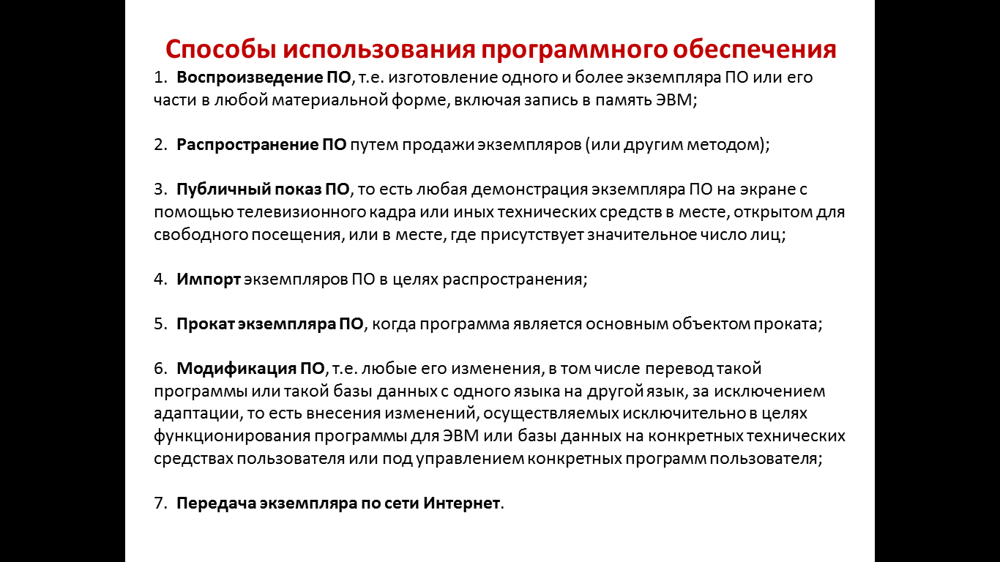 Способы использования программного обеспечения
1. Воспроизведение ПО, т.е. изготовление одного и более экземпляра ПО или его
части в любой материальной форме, включая запись в память ЭВМ;
2. Распространение ПО путем продажи экземпляров (или другим методом);
3. Публичный показ ПО, то есть любая демонстрация экземпляра ПО на экране с
помощью телевизионного кадра или иных технических средств в месте, открытом для
свободного посещения, или в месте, где присутствует значительное число лиц;
4. Импорт экземпляров ПО в целях распространения;
5. Прокат экземпляра ПО, когда программа является основным объектом проката;
6. Модификация ПО, т.е. любые его изменения, в том числе перевод такой
программы или такой базы данных с одного языка на другой язык, за исключением
адаптации, то есть внесения изменений, осуществляемых исключительно в целях
функционирования программы для ЭВМ или базы данных на конкретных технических
средствах пользователя или под управлением конкретных программ пользователя;
7. Передача экземпляра по сети Интернет.